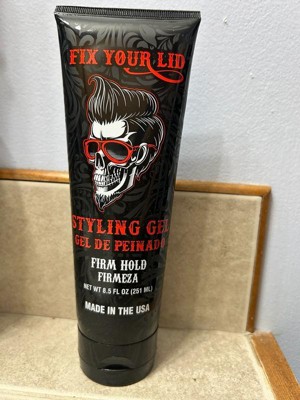 FIX YOUR LID
STYLING GEL
GEL DE PEINADO
FIRM HOLD
FIRMEZA
NET WT 8.5 FL OZ (251 ML)
MADE IN THE USA